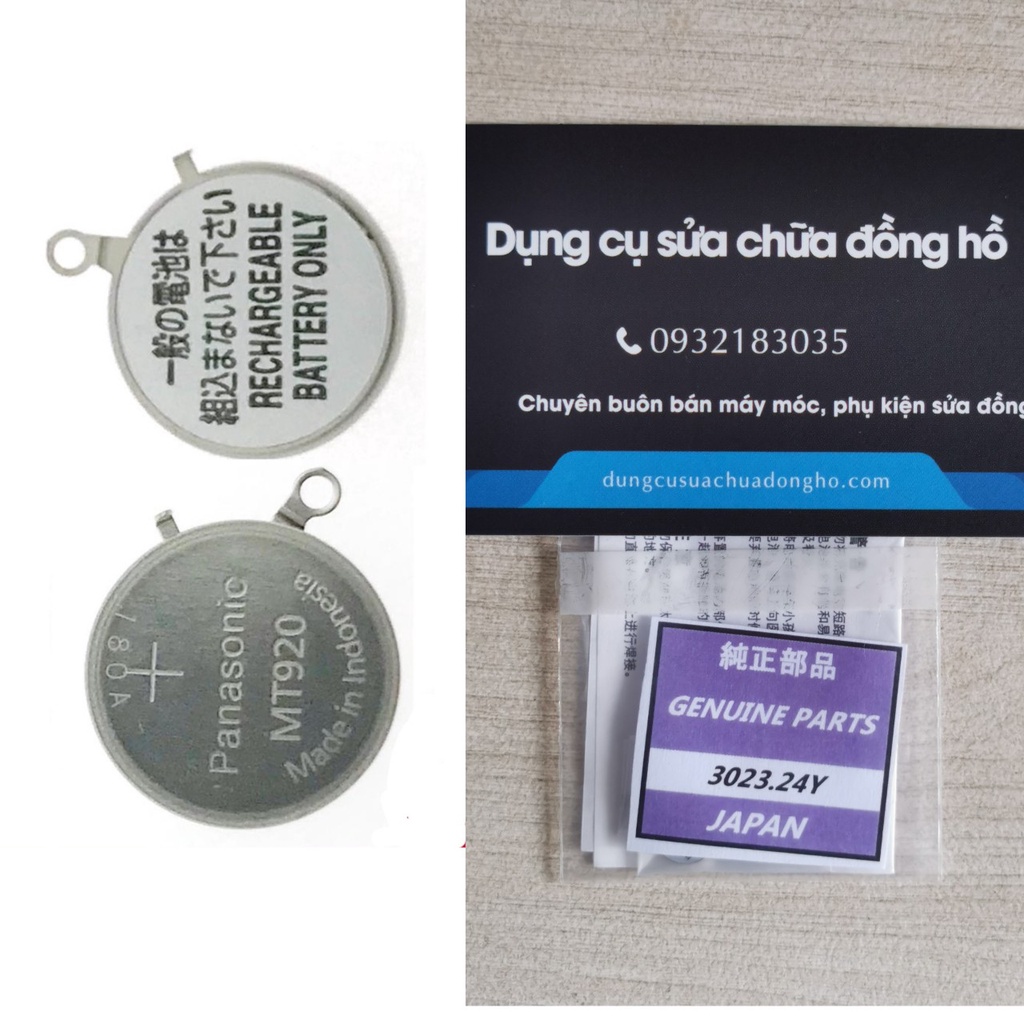 一般の電池は
組込まないで下さい
RECHARGEABLE
BATTERY ONLY
Panasonic
MT920
Made in Indonesia
+
780A
Dụng cụ sửa chữa đồng hồ
0932183035
Chuyên buôn bán máy móc, phụ kiện sửa đồng
dungcusuachuadongho.com
純正部品
GENUINE PARTS
3023.24Y
JAPAN